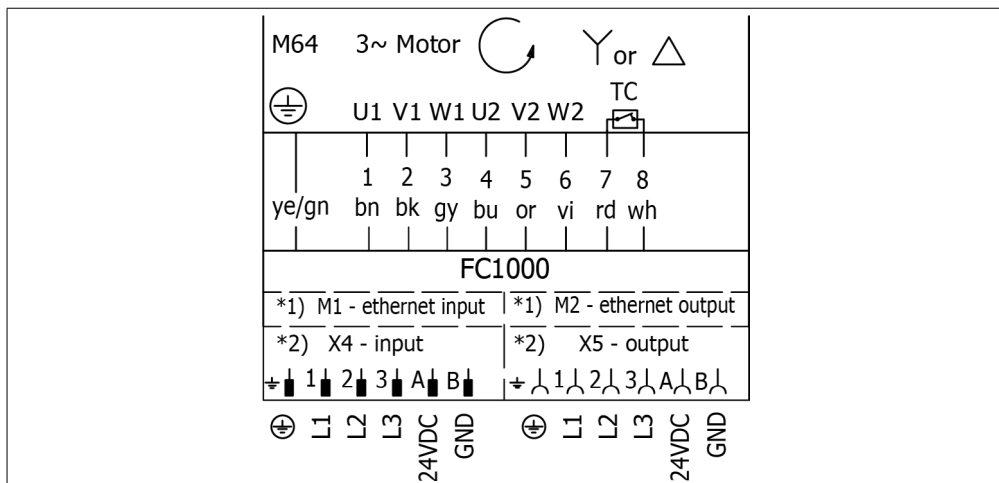 M64 3~ Motor or
TC
U1 V1 W1 U2 V2 W2
1 2 3 4 5 6 7 8
ye/gn bn bk gy bu or vi rd wh
FC1000
*1) M1 - ethernet input *1) M2 - ethernet output
*2) X4 - input *2) X5 - output
1 2 3 A B 1 2 3 A B
L1 L2 L3 24VDC GND L1 L2 L3 24VDC GND